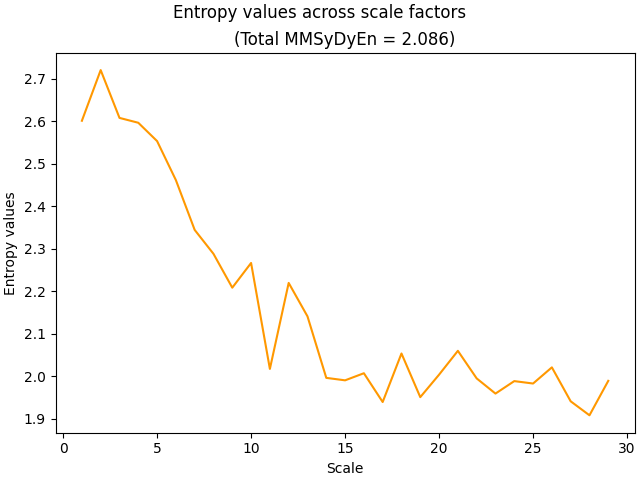 Entropy values across scale factors
(Total MMSyDyEn = 2.086)
Entropy values
2.7
2.6
2.5
2.4
2.3
2.2
2.1
2.0
1.9
0 5 10 15 20 25 30
Scale